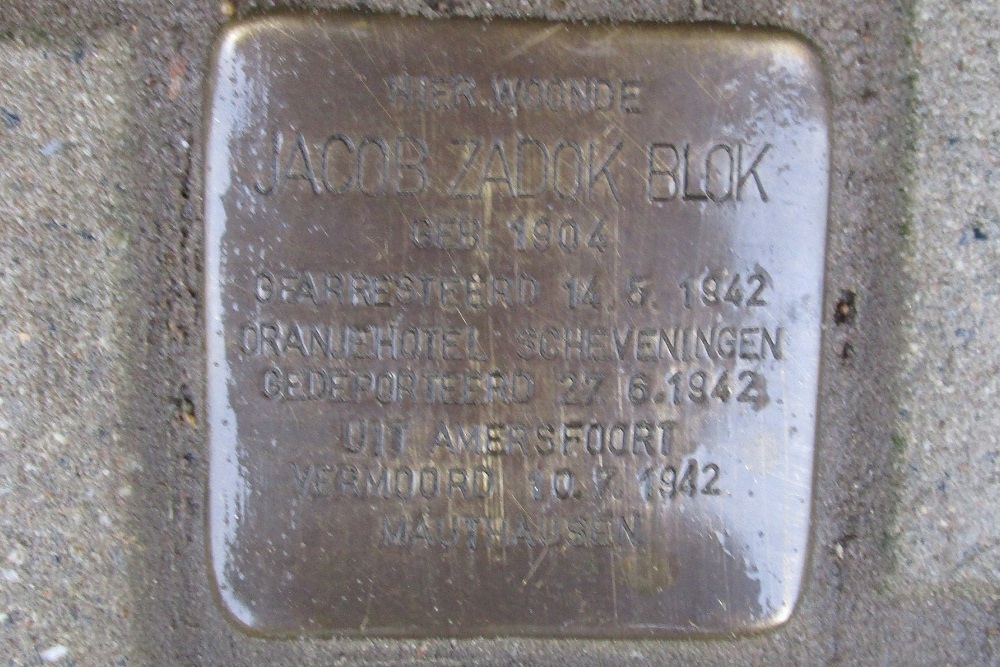 HIER WOONDE
JACOB ZADOK BLOK
GEB. 1904
GEARRESTEERD 14.5.1942
ORANJEHOTEL SCHEVENINGEN
GEDEPORTEERD 27.6.1942
UIT AMERSFOORT
VERMOORD 10.7.1942
MAUTHAUSEN